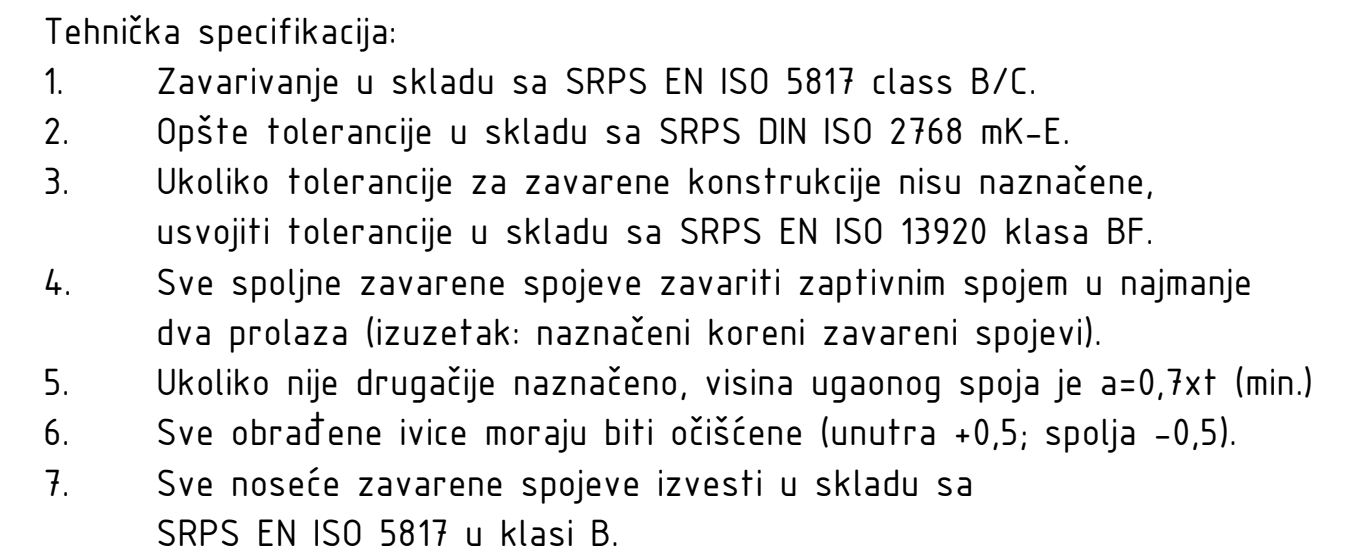 Tehnička specifikacija:
1. Zavarivanje u skladu sa SRPS EN ISO 5817 class B/C.
2. Opšte tolerancije u skladu sa SRPS DIN ISO 2768 mK-E.
3. Ukoliko tolerancije za zavarene konstrukcije nisu naznačene,
usvojiti tolerancije u skladu sa SRPS EN ISO 13920 klasa BF.
4. Sve spoljne zavarene spojeve zavariti zaptivnim spojem u najmanje
dva prolaza (izuzetak: naznačeni koreni zavareni spojevi).
5. Ukoliko nije drugačije naznačeno, visina ugaonog spoja je a=0,7xt (min.)
6. Sve obrađene ivice moraju biti očišćene (unutra +0,5; spolja -0,5).
7. Sve noseće zavarene spojeve izvesti u skladu sa
SRPS EN ISO 5817 u klasi B.